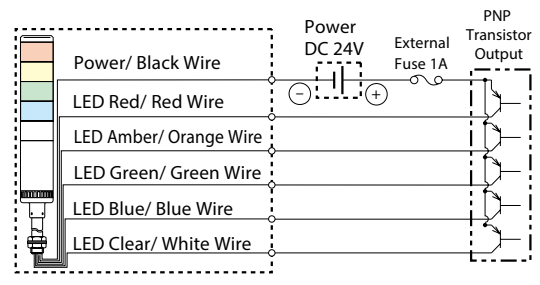 Power
DC 24V
External
Fuse 1A
PNP
Transistor
Output
Power/ Black Wire
− +
LED Red/ Red Wire
LED Amber/ Orange Wire
LED Green/ Green Wire
LED Blue/ Blue Wire
LED Clear/ White Wire